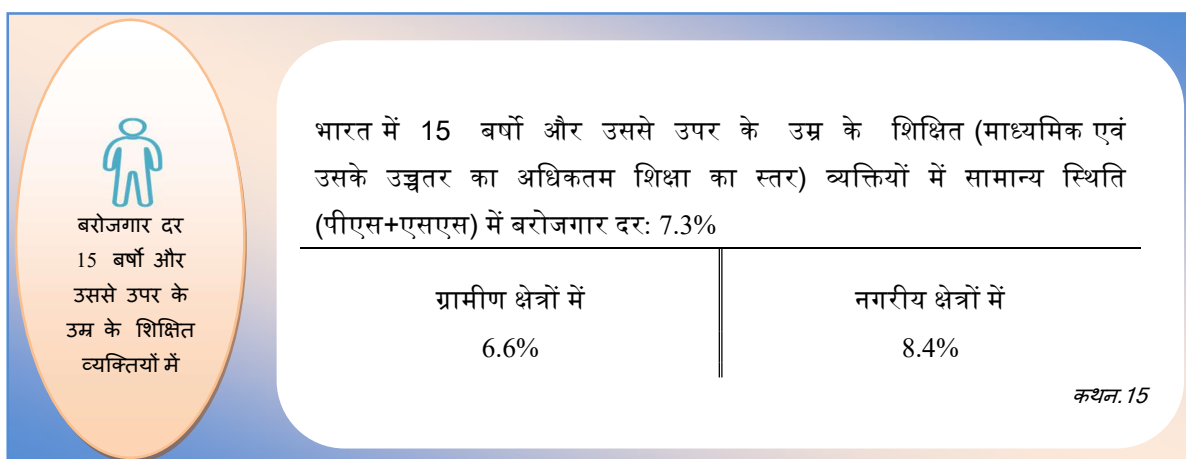 बरोजगार दर
15 बर्षो और
उससे उपर के
उम्र के शिक्षित
व्यक्तियों में
भारत में 15 बर्षो और उससे उपर के उम्र के शिक्षित (माध्यमिक एवं
उसके उच्चतर का अधिकतम शिक्षा का स्तर) व्यक्तियों में सामान्य स्थिति
(पीएस+एसएस) में बरोजगार दर: 7.3%
ग्रामीण क्षेत्रों में
6.6%
नगरीय क्षेत्रों में
8.4%
कथन.15